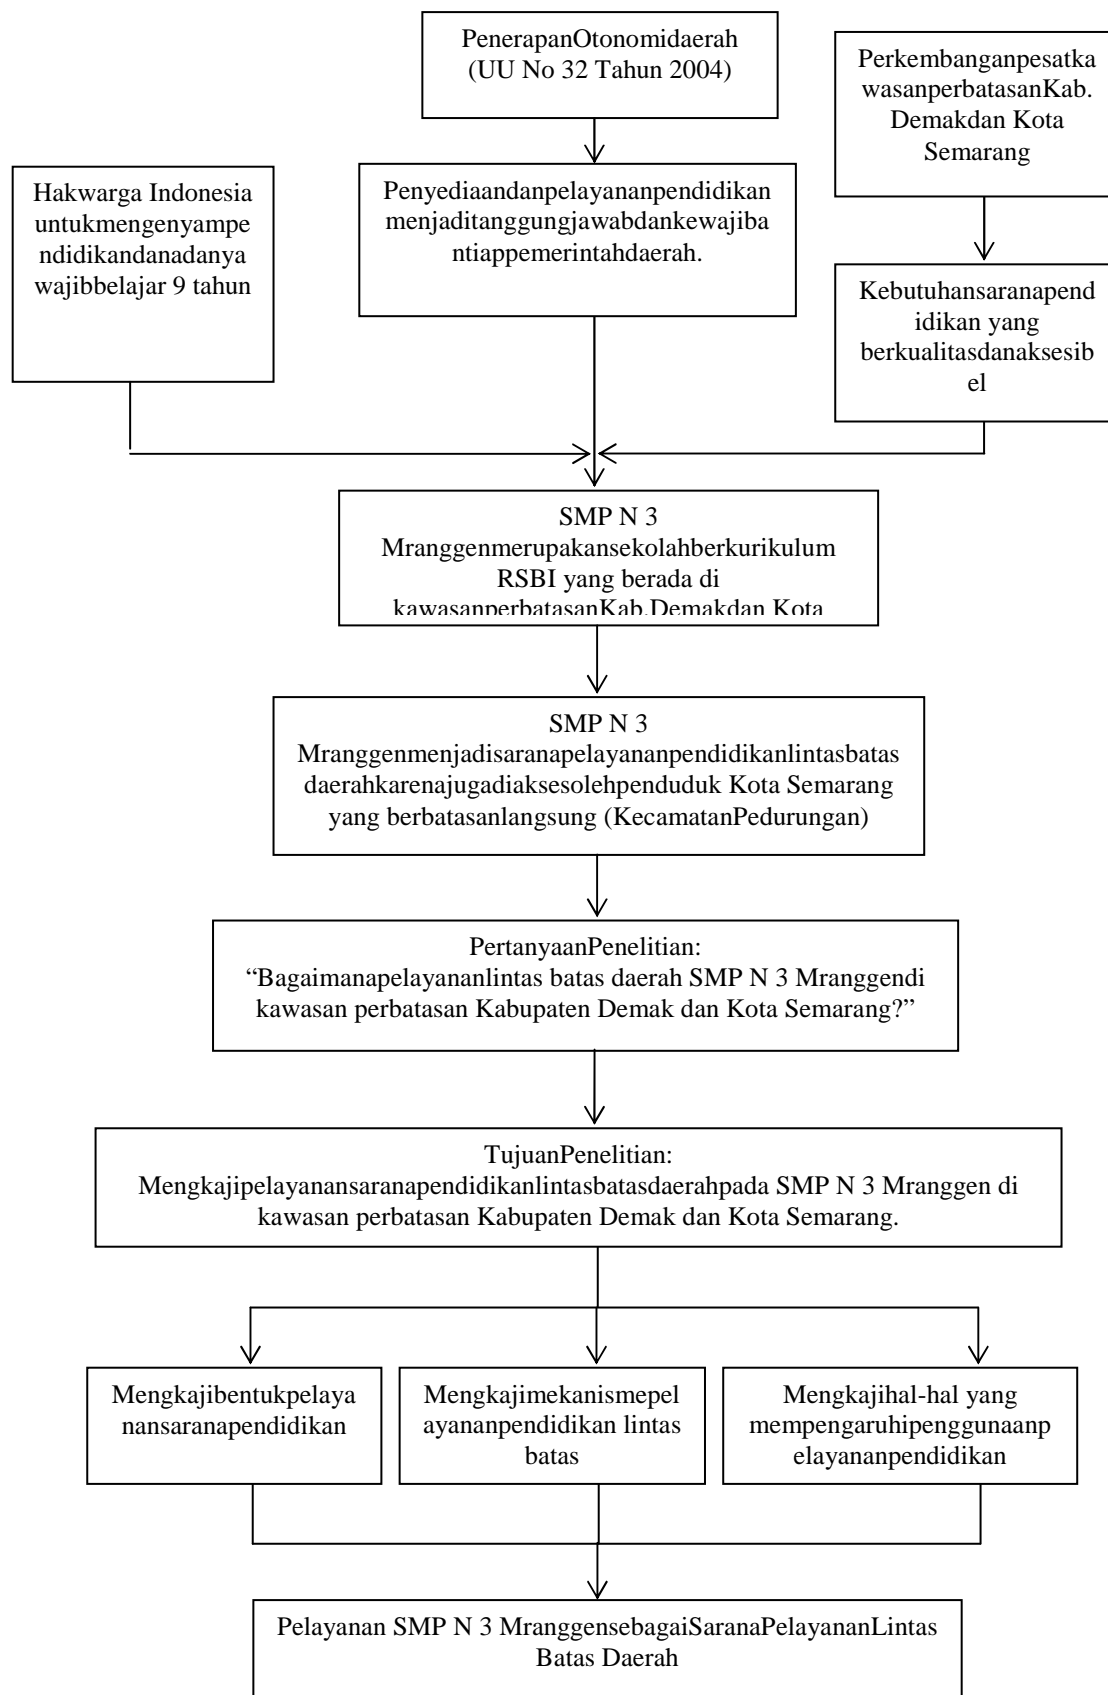 PenerapanOtonomidaerah
(UU No 32 Tahun 2004)
Perkembanganpesatka
wasanperbatasanKab.
Demakdan Kota
Semarang
Hakwarga Indonesia
untukmengenyampe
ndidikandanadanya
wajibbelajar 9 tahun
Penyediaandanpelayananpendidikan
menjaditanggungjawabdankewajiba
ntiappemerintahdaerah.
Kebutuhansaranapend
idikan yang
berkualitasdanaksesib
el
SMP N 3
Mranggenmerupakansekolahberkurikulum
RSBI yang berada di
kawasanperbatasanKab.Demakdan Kota
SMP N 3
Mranggenmenjadisaranapelayananpendidikanlintasbatas
daerahkarenajugadiaksesolehpenduduk Kota Semarang
yang berbatasanlangsung (KecamatanPedurungan)
PertanyaanPenelitian:
“Bagaimanapelayananlintas batas daerah SMP N 3 Mranggendi
kawasan perbatasan Kabupaten Demak dan Kota Semarang?”
TujuanPenelitian:
Mengkajipelayanansaranapendidikanlintasbatasdaerahpada SMP N 3 Mranggen di
kawasan perbatasan Kabupaten Demak dan Kota Semarang.
Mengkajibentukpelaya
nansaranapendidikan
Mengkajimekanismepel
ayananpendidikan lintas
batas
Mengkajihal-hal yang
mempengaruhipenggunaanp
elayananpendidikan
Pelayanan SMP N 3 MranggensebagaiSaranaPelayananLintas
Batas Daerah